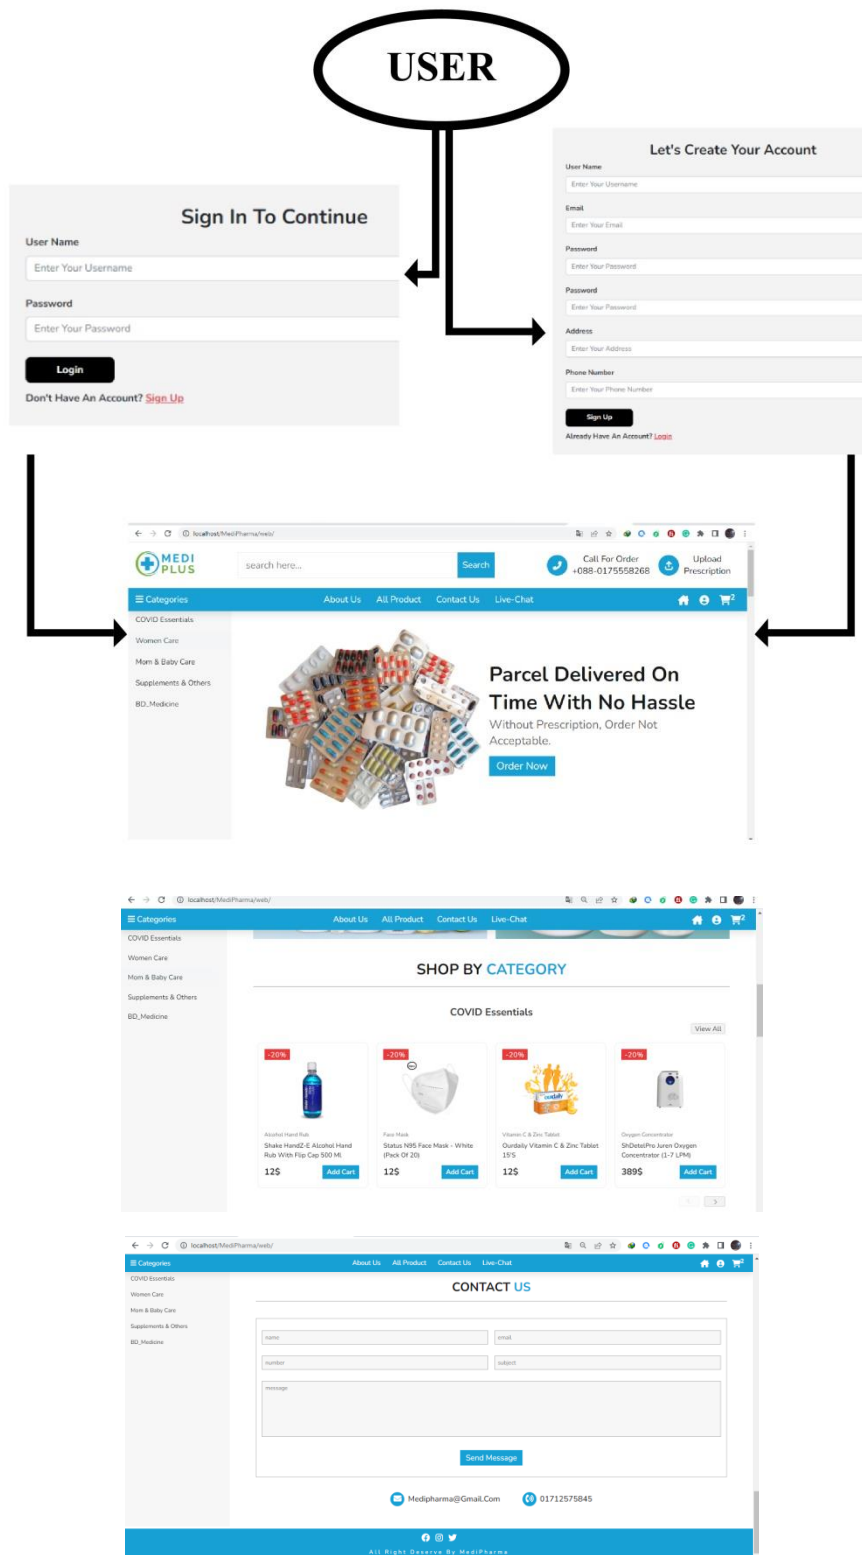 USER
Sign In To Continue
User Name
Enter Your Username
Password
Enter Your Password
Login
Don't Have An Account? Sign Up
Let's Create Your Account
User Name
Enter Your Username
Email
Enter Your Email
Password
Enter Your Password
Password
Enter Your Password
Address
Enter Your Address
Phone Number
Enter Your Phone Number
Sign Up
Already Have An Account? Login
localhost/MediPharma/web/
MEDI PLUS
search here...
Search
Call For Order
+088-0175558268
Upload
Prescription
Categories
About Us
All Product
Contact Us
Live-Chat
2
COVID Essentials
Women Care
Mom & Baby Care
Supplements & Others
BD_Medicine
Parcel Delivered On
Time With No Hassle
Without Prescription, Order Not
Acceptable.
Order Now
localhost/MediPharma/web/
Categories
About Us
All Product
Contact Us
Live-Chat
2
COVID Essentials
Women Care
Mom & Baby Care
Supplements & Others
BD_Medicine
SHOP BY CATEGORY
COVID Essentials
View All
-20%
Alcohol Hand Rub
Shake HandZ-E Alcohol Hand
Rub With Flip Cap 500 Ml
12$
Add Cart
-20%
Face Mask
Status N95 Face Mask - White
(Pack Of 20)
12$
Add Cart
-20%
ourdaily
Vitamin C & Zinc Tablet
Ourdaily Vitamin C & Zinc Tablet
15'S
12$
Add Cart
-20%
Oxygen Concentrator
ShDetelPro Juren Oxygen
Concentrator (1-7 LPM)
389$
Add Cart
localhost/MediPharma/web/
Categories
About Us
All Product
Contact Us
Live-Chat
2
COVID Essentials
Women Care
Mom & Baby Care
Supplements & Others
BD_Medicine
CONTACT US
name
email
number
subject
message
Send Message
Medipharma@Gmail.Com
01712575845
All Right Deserve By MediPharma